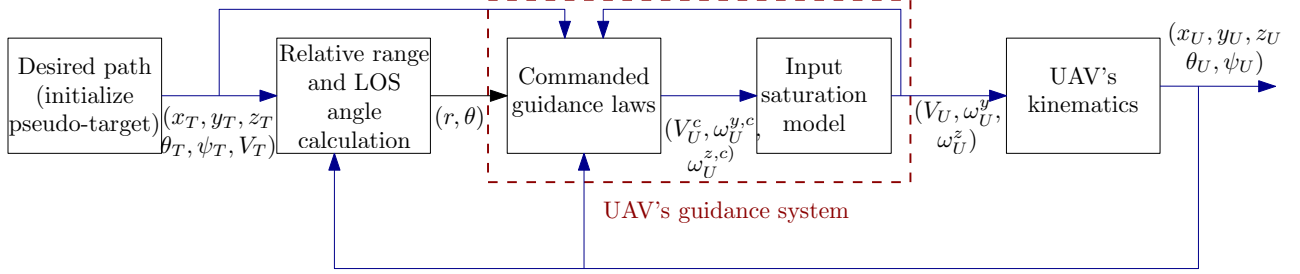 Desired path
(initialize
pseudo-target)
(x_T, y_T, z_T
θ_T, ψ_T, V_T)
Relative range
and LOS
angle
calculation
(r, θ)
Commanded
guidance laws
(V_U^c, ω_U^{y,c},
ω_U^{z,c)}
Input
saturation
model
(V_U, ω_U^y,
ω_U^z)
UAV's
kinematics
(x_U, y_U, z_U
θ_U, ψ_U)
UAV's guidance system